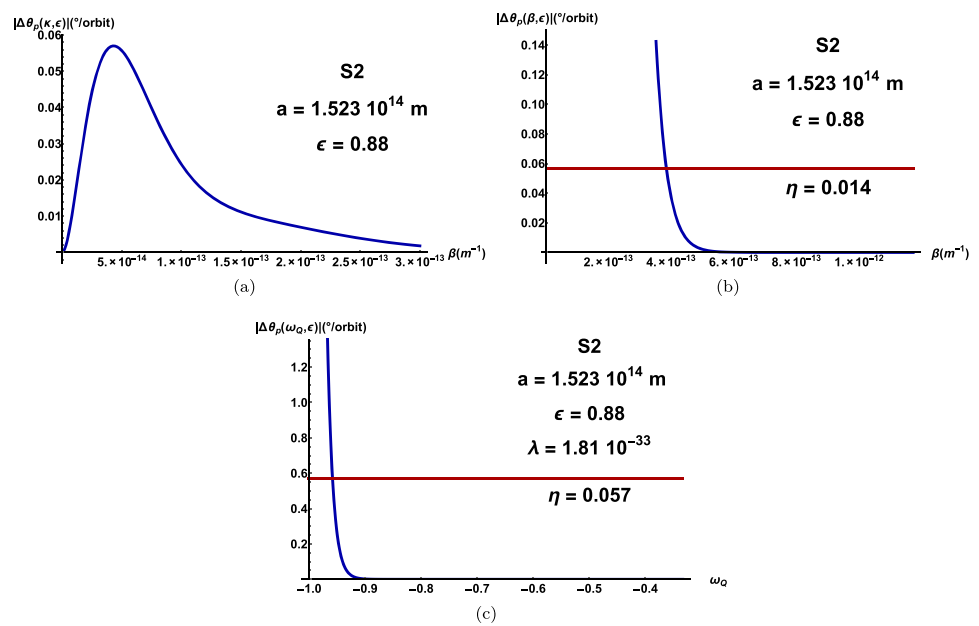 |Δθp(κ,ϵ)|(°/orbit)
0.06
0.05
0.04
0.03
0.02
0.01
S2
a = 1.523 10^14 m
ϵ = 0.88
5.×10^-14 1.×10^-13 1.5×10^-13 2.×10^-13 2.5×10^-13 3.×10^-13 β(m^-1)
(a)
|Δθp(β,ϵ)|(°/orbit)
0.14
0.12
0.10
0.08
0.06
0.04
0.02
S2
a = 1.523 10^14 m
ϵ = 0.88
η = 0.014
2.×10^-13 4.×10^-13 6.×10^-13 8.×10^-13 1.×10^-12 β(m^-1)
(b)
|Δθp(ωQ,ϵ)|(°/orbit)
1.2
1.0
0.8
0.6
0.4
0.2
S2
a = 1.523 10^14 m
ϵ = 0.88
λ = 1.81 10^-33
η = 0.057
-1.0 -0.9 -0.8 -0.7 -0.6 -0.5 -0.4 ωQ
(c)